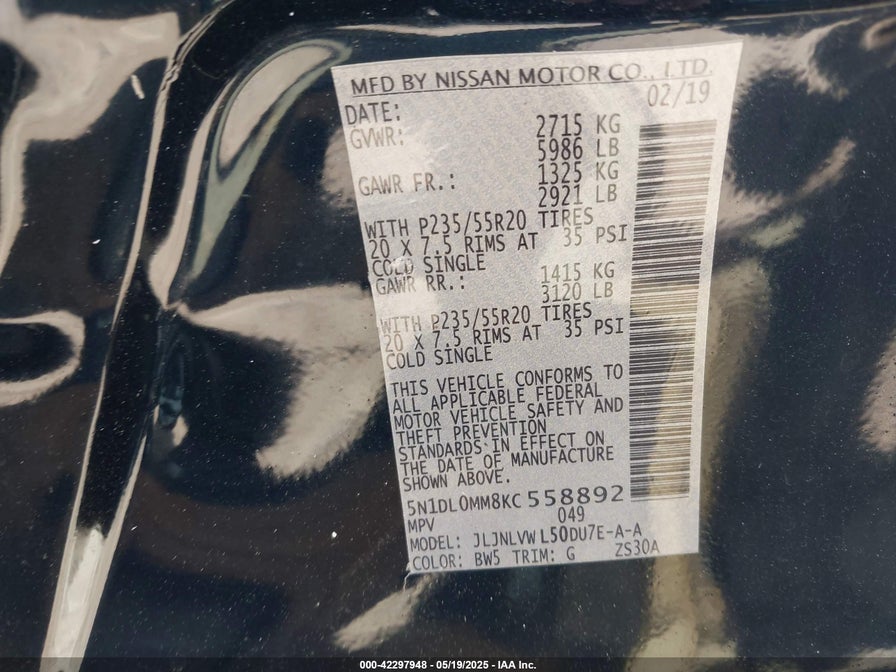 MFD BY NISSAN MOTOR CO., LTD.
DATE: 02/19
GVWR: 2715 KG
5986 LB
GAWR FR.: 1325 KG
2921 LB
WITH P235/55R20 TIRES
20 X 7.5 RIMS AT 35 PSI
COLD SINGLE
GAWR RR.: 1415 KG
3120 LB
WITH P235/55R20 TIRES
20 X 7.5 RIMS AT 35 PSI
COLD SINGLE
THIS VEHICLE CONFORMS TO
ALL APPLICABLE FEDERAL
MOTOR VEHICLE SAFETY AND
THEFT PREVENTION
STANDARDS IN EFFECT ON
THE DATE OF MANUFACTURE
SHOWN ABOVE.
5N1DL0MM8KC558892
MPV 049
MODEL: JLJNLVW L50DU7E-A-A
COLOR: BW5 TRIM: G ZS30A
000-42297948 - 05/19/2025 - IAA Inc.